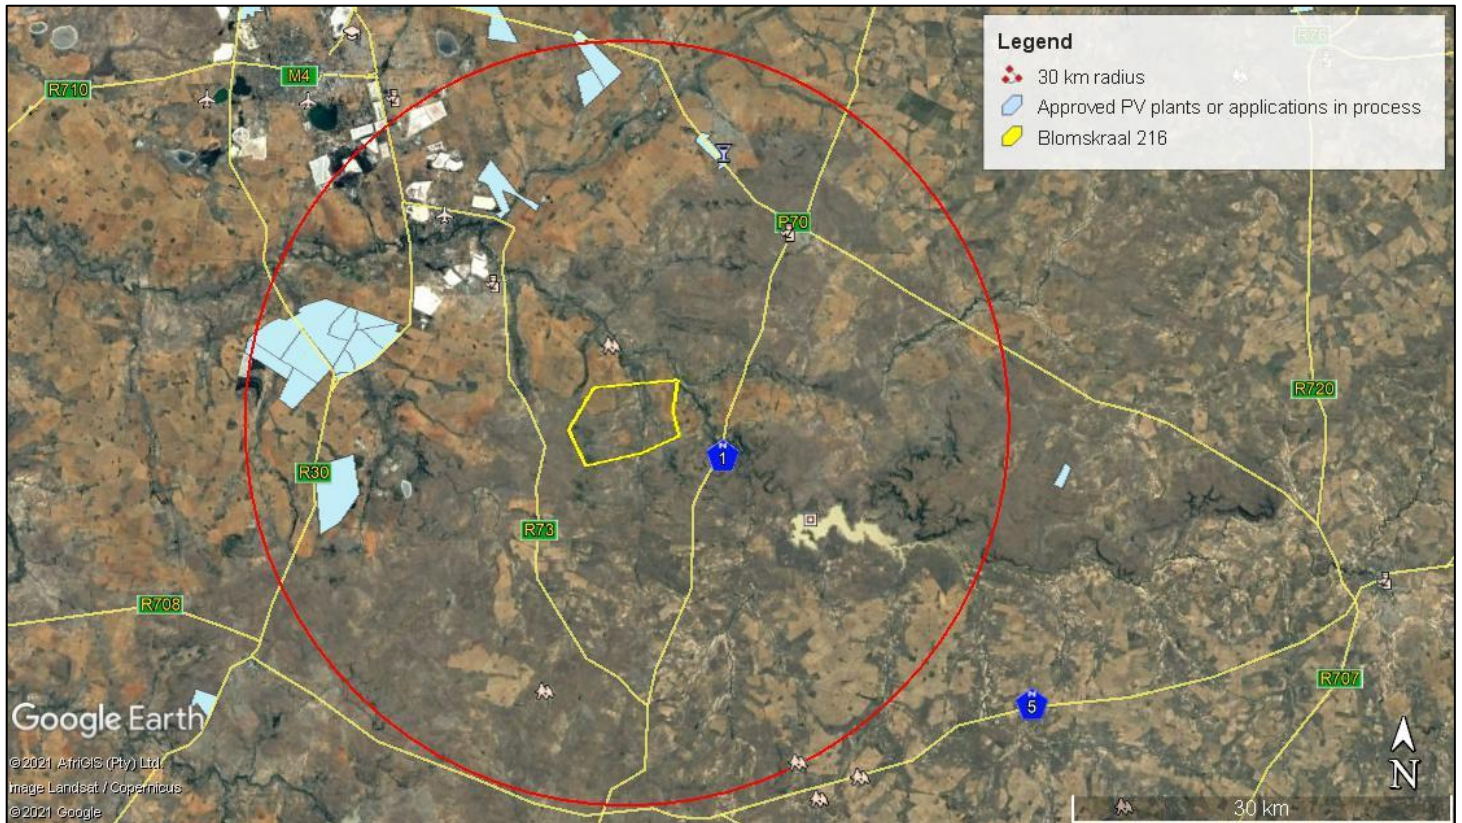 Legend
30 km radius
Approved PV plants or applications in process
Blomskraal 216
R76
M4
R710
R70
R720
N
1
R30
R73
R708
R707
N
5
Google Earth
©2021 AfriGIS (Pty) Ltd.
Image Landsat / Copernicus
©2021 Google
N
30 km